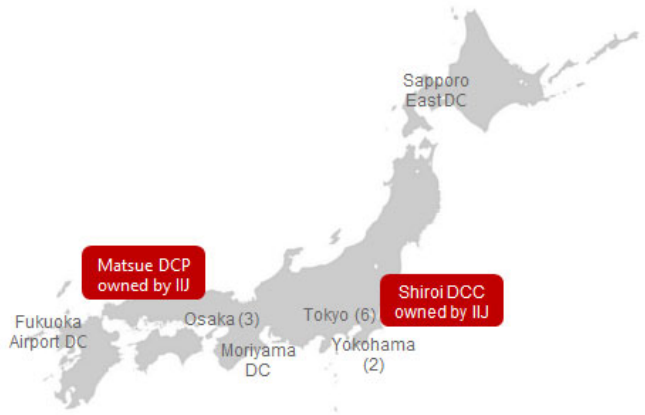 Sapporo
East DC
Matsue DCP
owned by IIJ
Shiroi DCC
owned by IIJ
Fukuoka
Airport DC
Osaka (3)
Tokyo (6)
Moriyama
DC
Yokohama
(2)